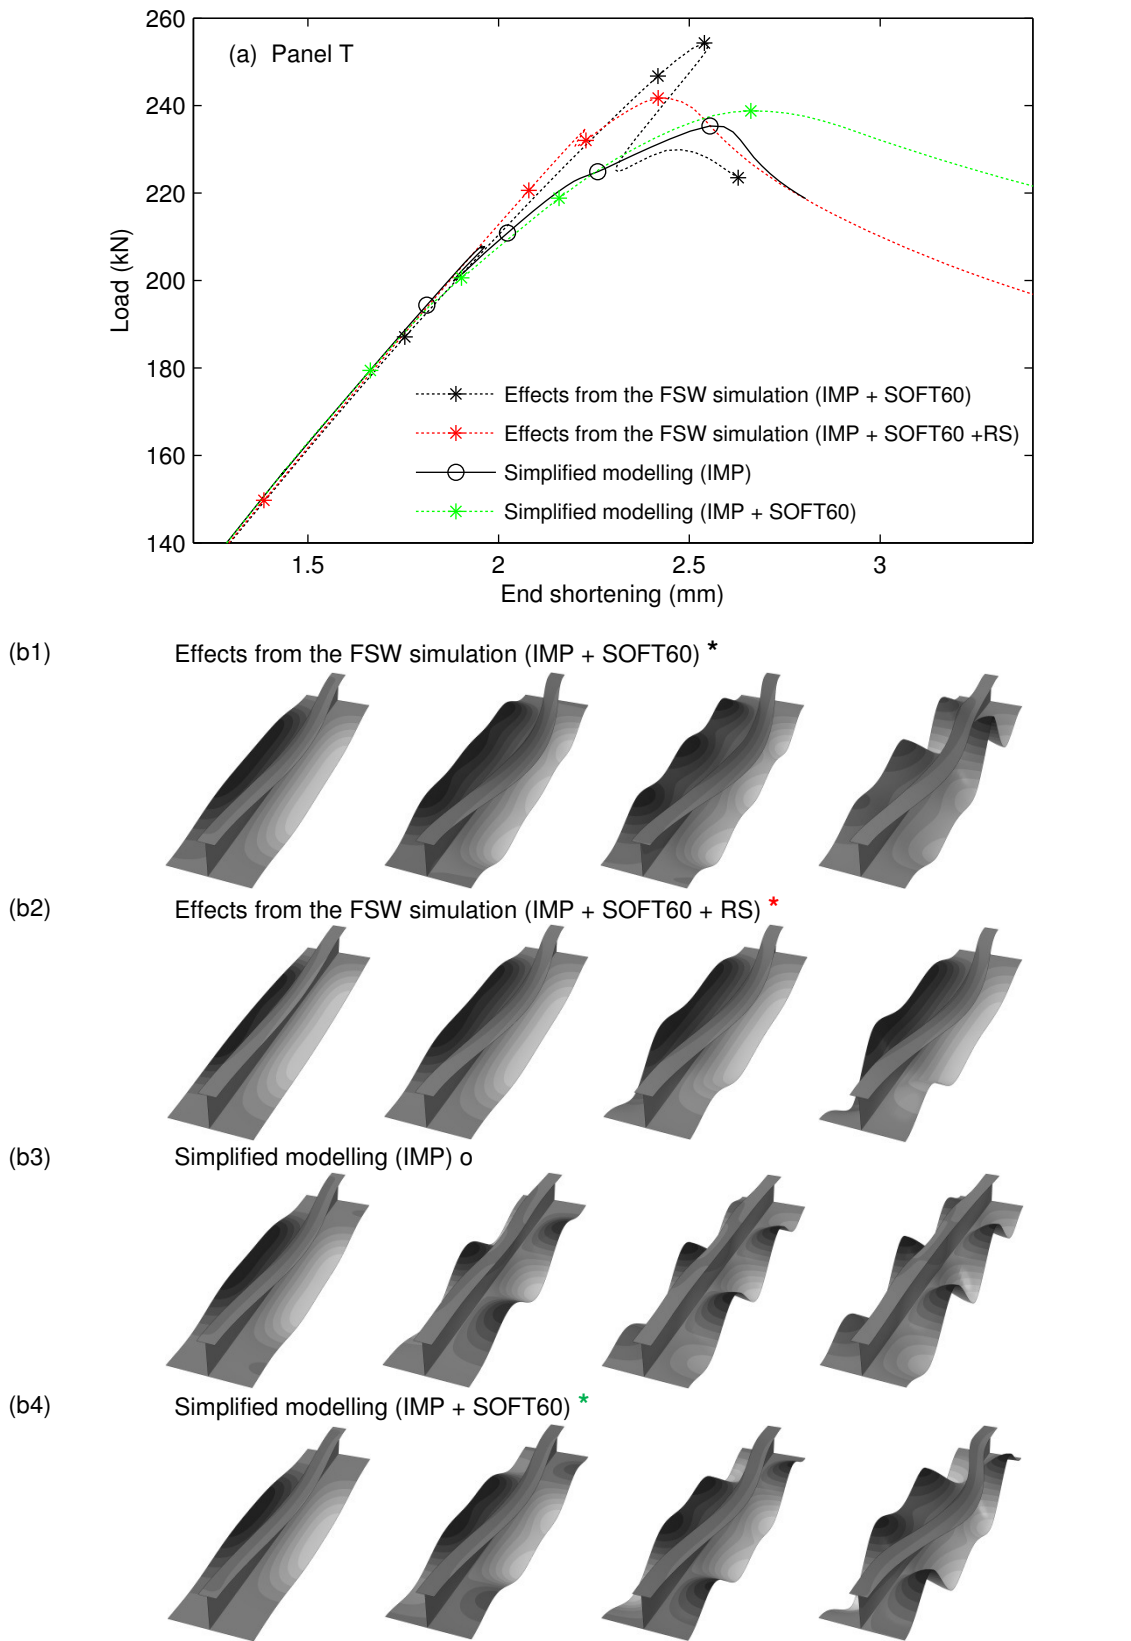 260
(a) Panel T
240
220
200
180
160
140
Load (kN)
Effects from the FSW simulation (IMP + SOFT60)
Effects from the FSW simulation (IMP + SOFT60 +RS)
Simplified modelling (IMP)
Simplified modelling (IMP + SOFT60)
1.5 2 2.5 3
End shortening (mm)
(b1) Effects from the FSW simulation (IMP + SOFT60) *
(b2) Effects from the FSW simulation (IMP + SOFT60 + RS) *
(b3) Simplified modelling (IMP) o
(b4) Simplified modelling (IMP + SOFT60) *